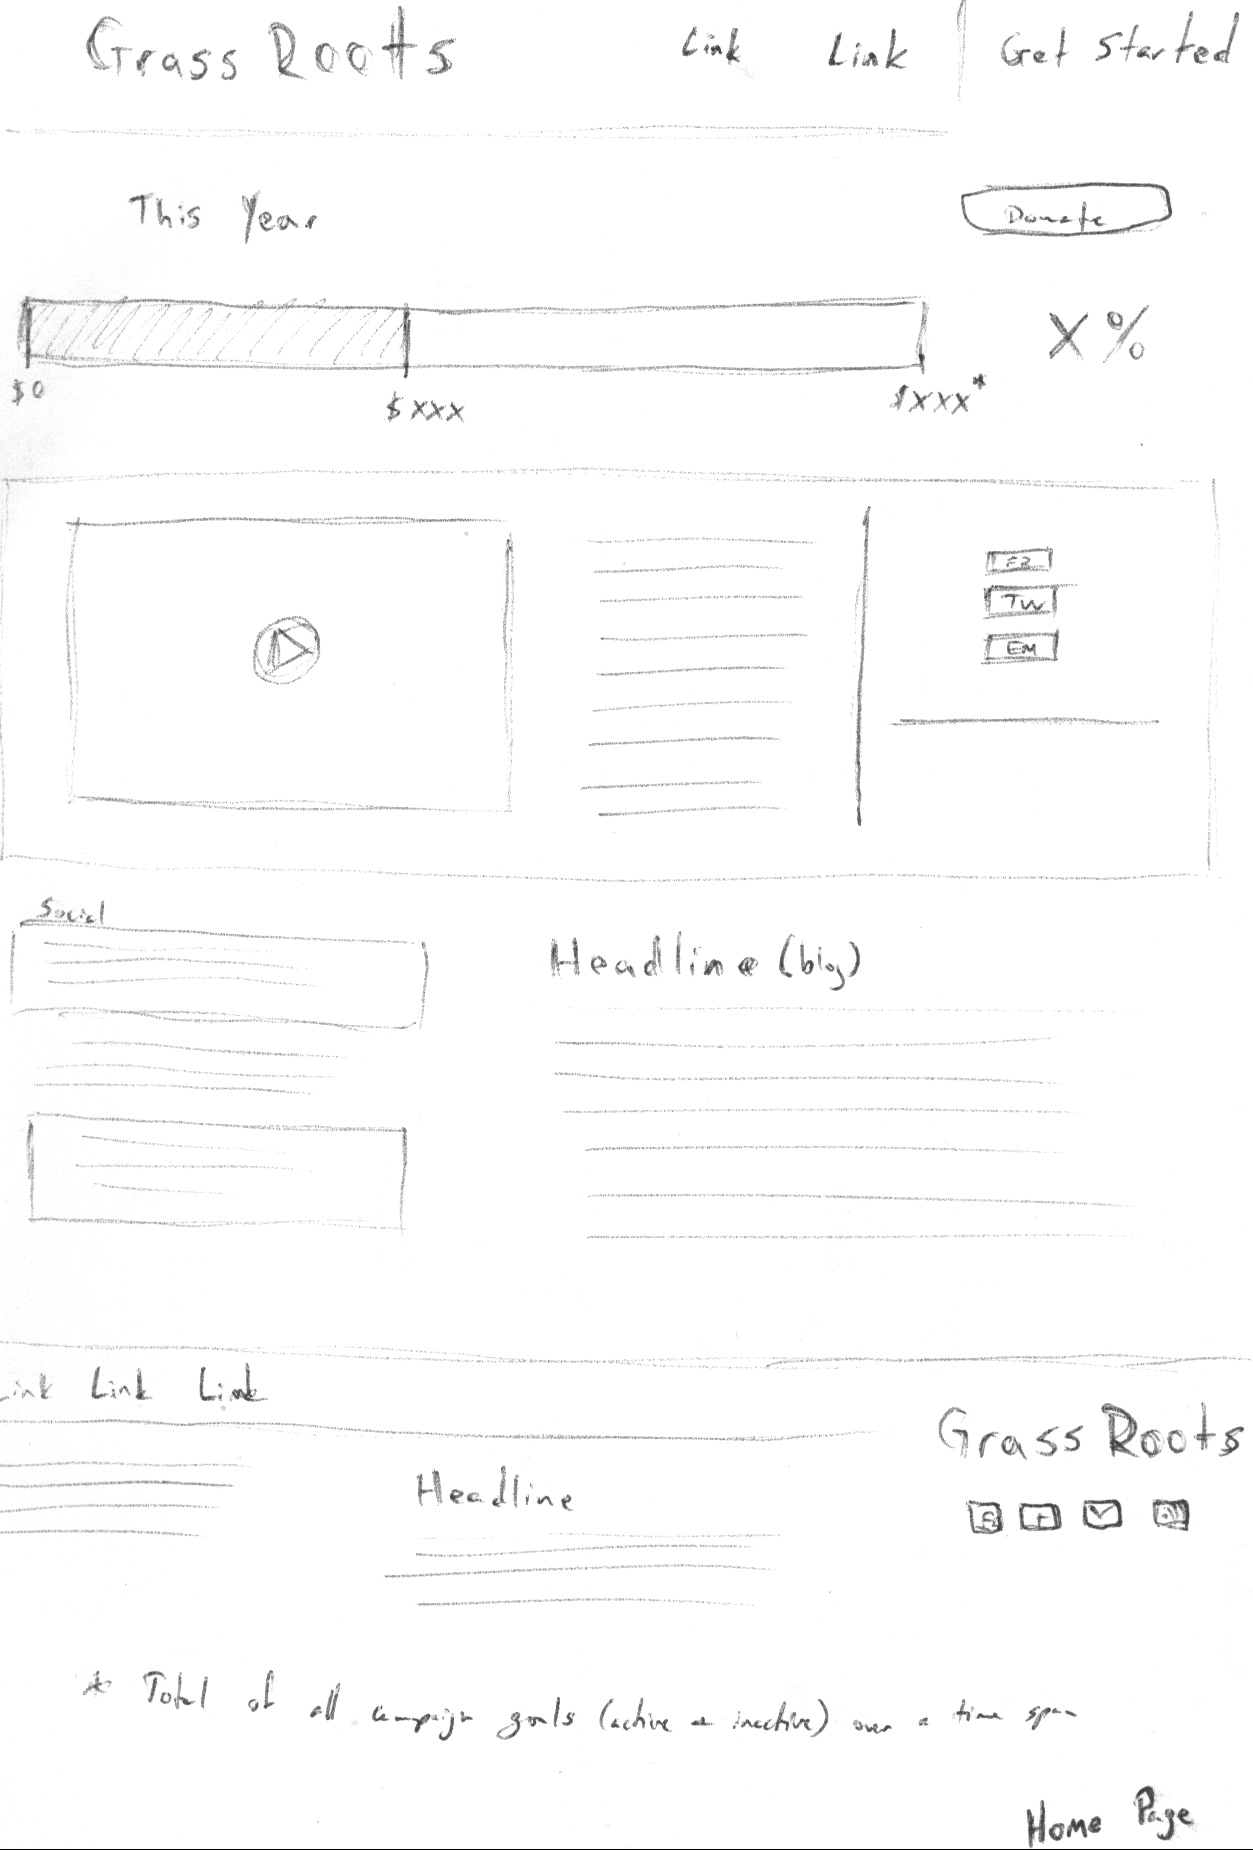 Grass Roots Link Link Get Started
This Year Donate
X%
$0 $XXX $XXX*
FB
TW
EM
Social
Headline (blog)
Link Link Link
Grass Roots
Headline
* Total of all campaign goals (active + inactive) over a time span
Home Page